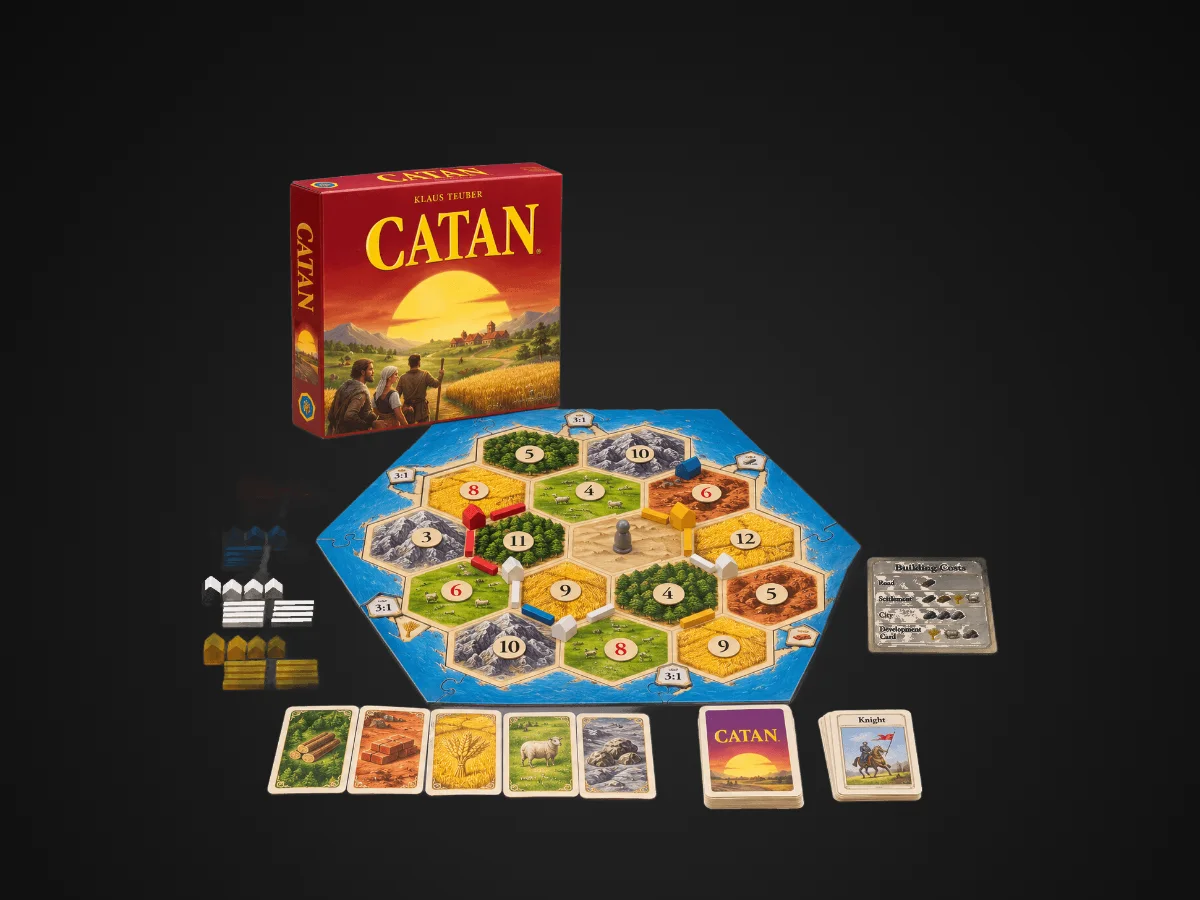 CATAN
KLAUS TEUBER
CATAN
CATAN
3:1
5
10
3:1
8
4
6
3
11
12
6
9
4
5
3:1
10
8
9
3:1
Building Costs
Road
Settlement
City
Development
Card
CATAN
Knight